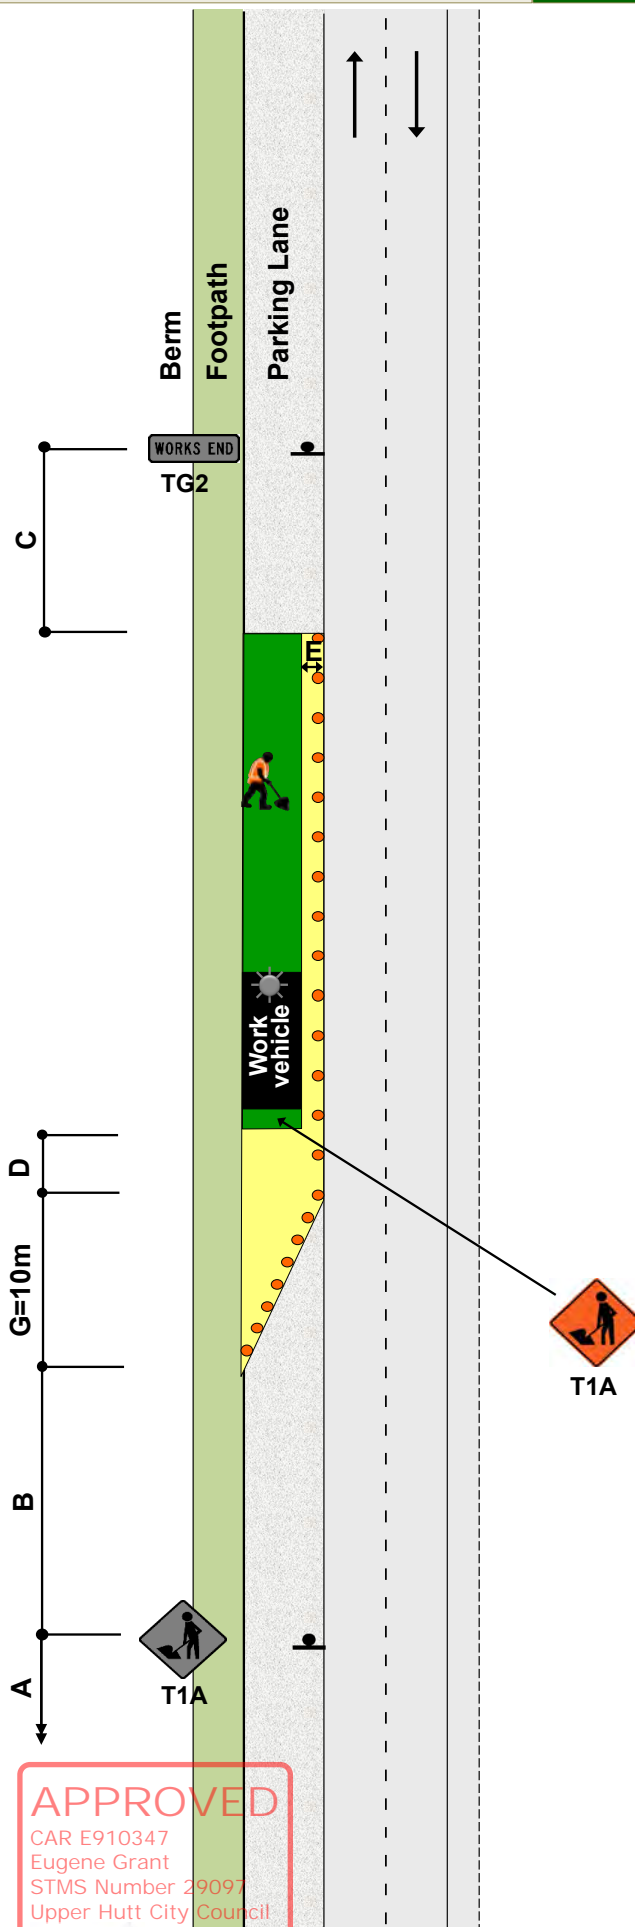 Berm
Footpath
Parking Lane
WORKS END
TG2
C
E
Work
vehicle
D
G=10m
T1A
B
T1A
A
APPROVED
CAR E910347
Eugene Grant
STMS Number 29097
Upper Hutt City Council